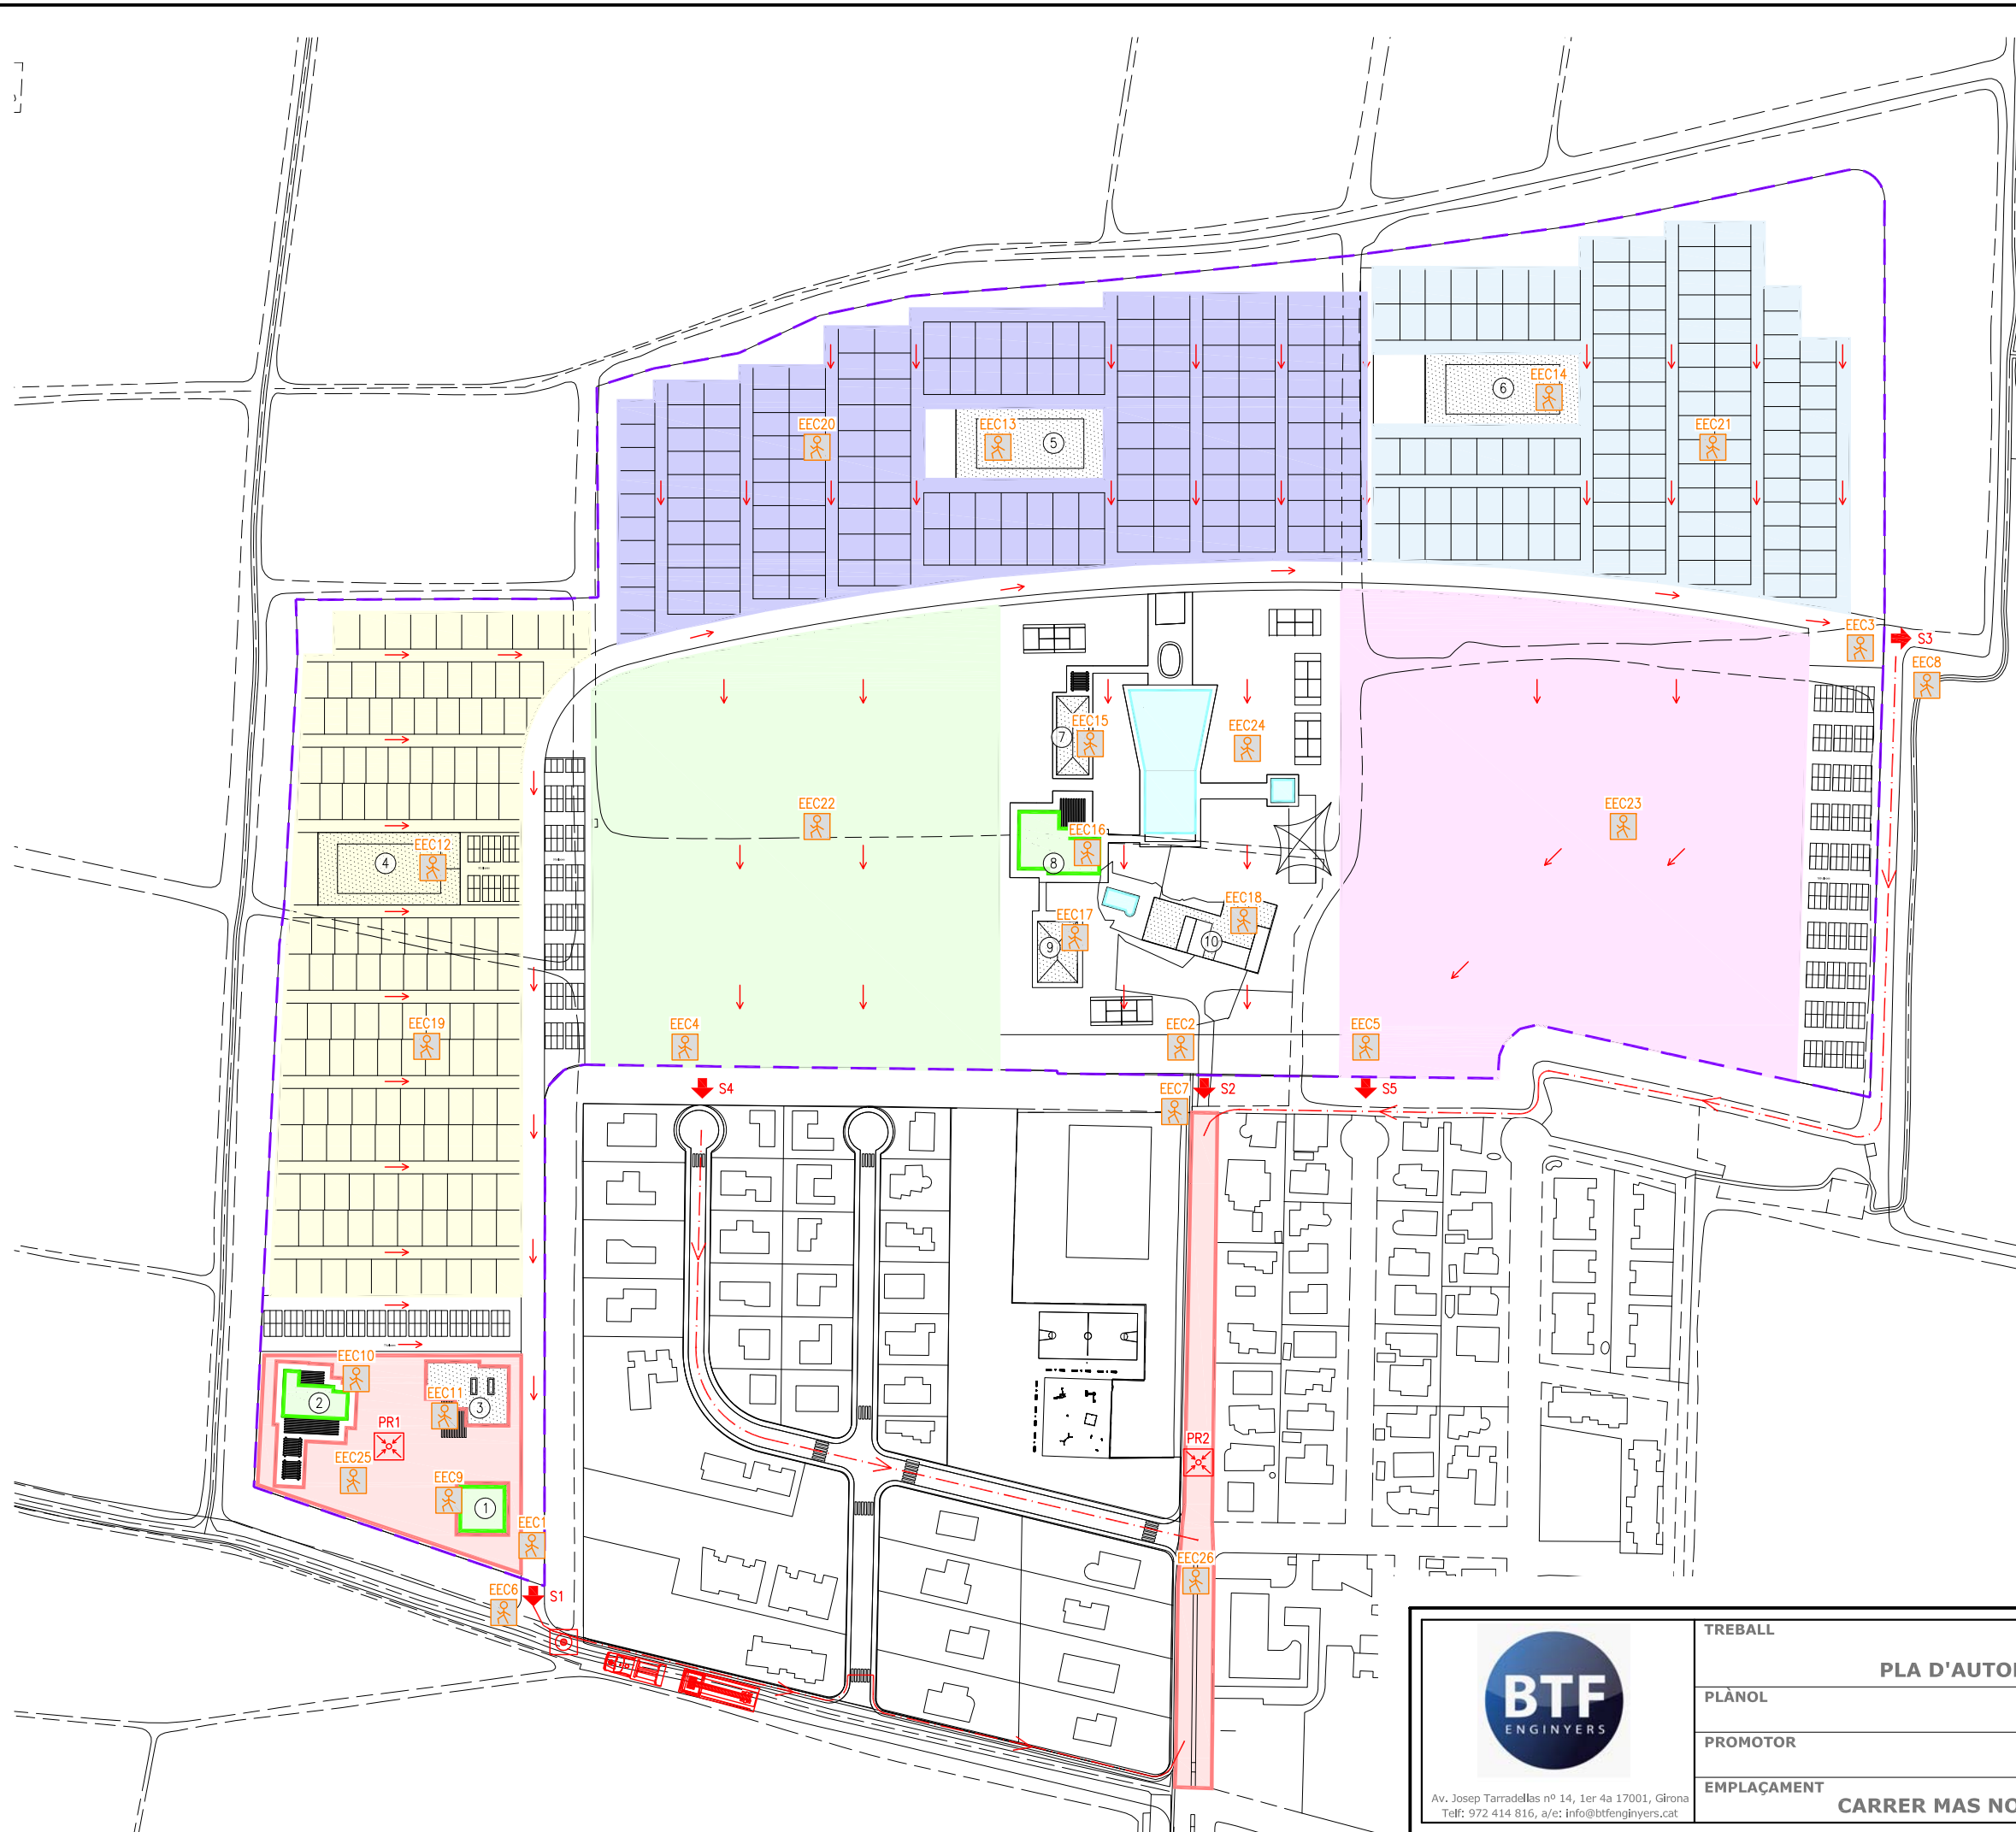 6
EEC14
EEC20
EEC13
5
EEC21
EEC3
S3
EEC8
EEC15
7
EEC24
EEC22
EEC23
EEC16
8
EEC12
4
EEC18
10
EEC17
9
EEC19
EEC4
EEC2
EEC5
S4
EEC7
S2
S5
EEC10
2
EEC11
3
PR1
PR2
EEC25
EEC9
1
EEC1
EEC26
EEC6
S1
BTF
ENGINYERS
Av. Josep Tarradellas nº 14, 1er 4a 17001, Girona
Telf: 972 414 816, a/e: info@btfenginyers.cat
TREBALL
PLA D'AUTO
PLÀNOL
PROMOTOR
EMPLAÇAMENT
CARRER MAS NO